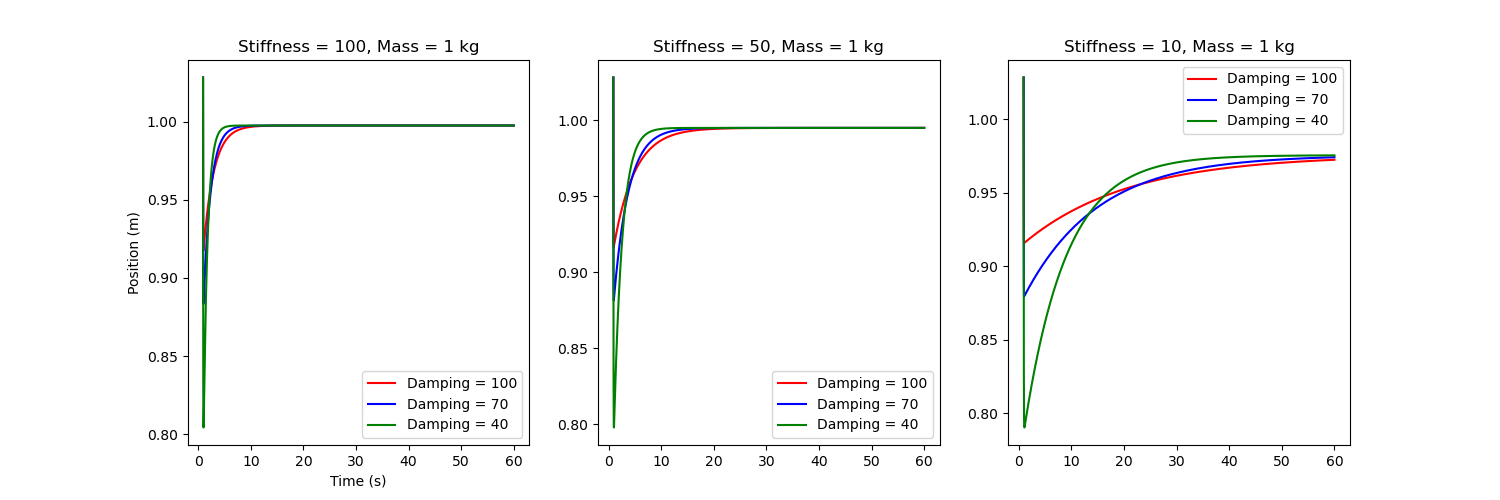 Stiffness = 100, Mass = 1 kg
Position (m)
1.00
0.95
0.90
0.85
0.80
Damping = 100
Damping = 70
Damping = 40
0 10 20 30 40 50 60
Time (s)
Stiffness = 50, Mass = 1 kg
1.00
0.95
0.90
0.85
0.80
Damping = 100
Damping = 70
Damping = 40
0 10 20 30 40 50 60
Stiffness = 10, Mass = 1 kg
Damping = 100
Damping = 70
Damping = 40
1.00
0.95
0.90
0.85
0.80
0 10 20 30 40 50 60